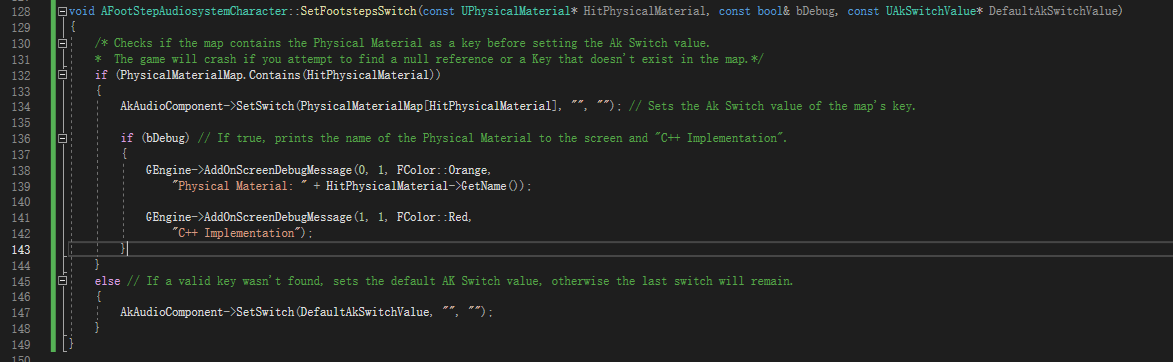 128 void AFootStepAudiosystemCharacter::SetFootstepsSwitch(const UPhysicalMaterial* HitPhysicalMaterial, const bool& bDebug, const UAkSwitchValue* DefaultAkSwitchValue)
129 {
130 /* Checks if the map contains the Physical Material as a key before setting the Ak Switch value.
131 * The game will crash if you attempt to find a null reference or a Key that doesn't exist in the map.*/
132 if (PhysicalMaterialMap.Contains(HitPhysicalMaterial))
133 {
134 AkAudioComponent->SetSwitch(PhysicalMaterialMap[HitPhysicalMaterial], "", ""); // Sets the Ak Switch value of the map's key.
135
136 if (bDebug) // If true, prints the name of the Physical Material to the screen and "C++ Implementation".
137 {
138 GEngine->AddOnScreenDebugMessage(0, 1, FColor::Orange,
139 "Physical Material: " + HitPhysicalMaterial->GetName());
140
141 GEngine->AddOnScreenDebugMessage(1, 1, FColor::Red,
142 "C++ Implementation");
143 }
144 }
145 else // If a valid key wasn't found, sets the default AK Switch value, otherwise the last switch will remain.
146 {
147 AkAudioComponent->SetSwitch(DefaultAkSwitchValue, "", "");
148 }
149 }
150